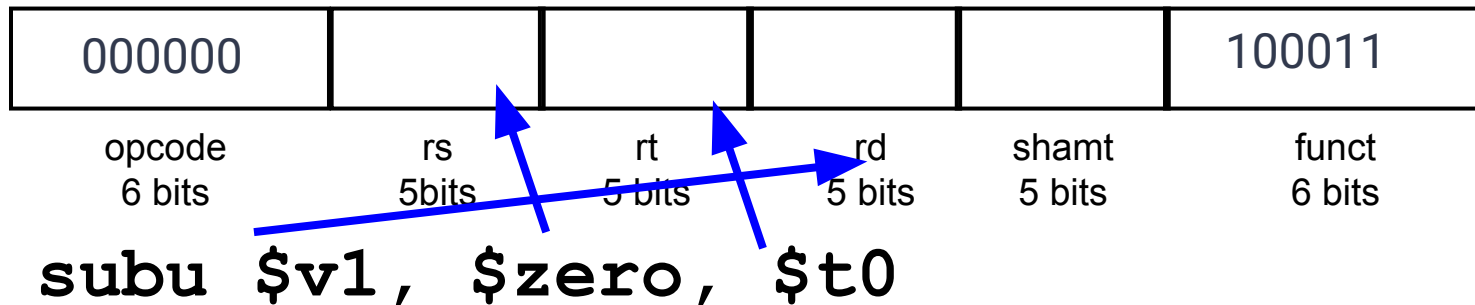 000000 100011
opcode rs rt rd shamt funct
6 bits 5bits 5 bits 5 bits 5 bits 6 bits
subu $v1, $zero, $t0